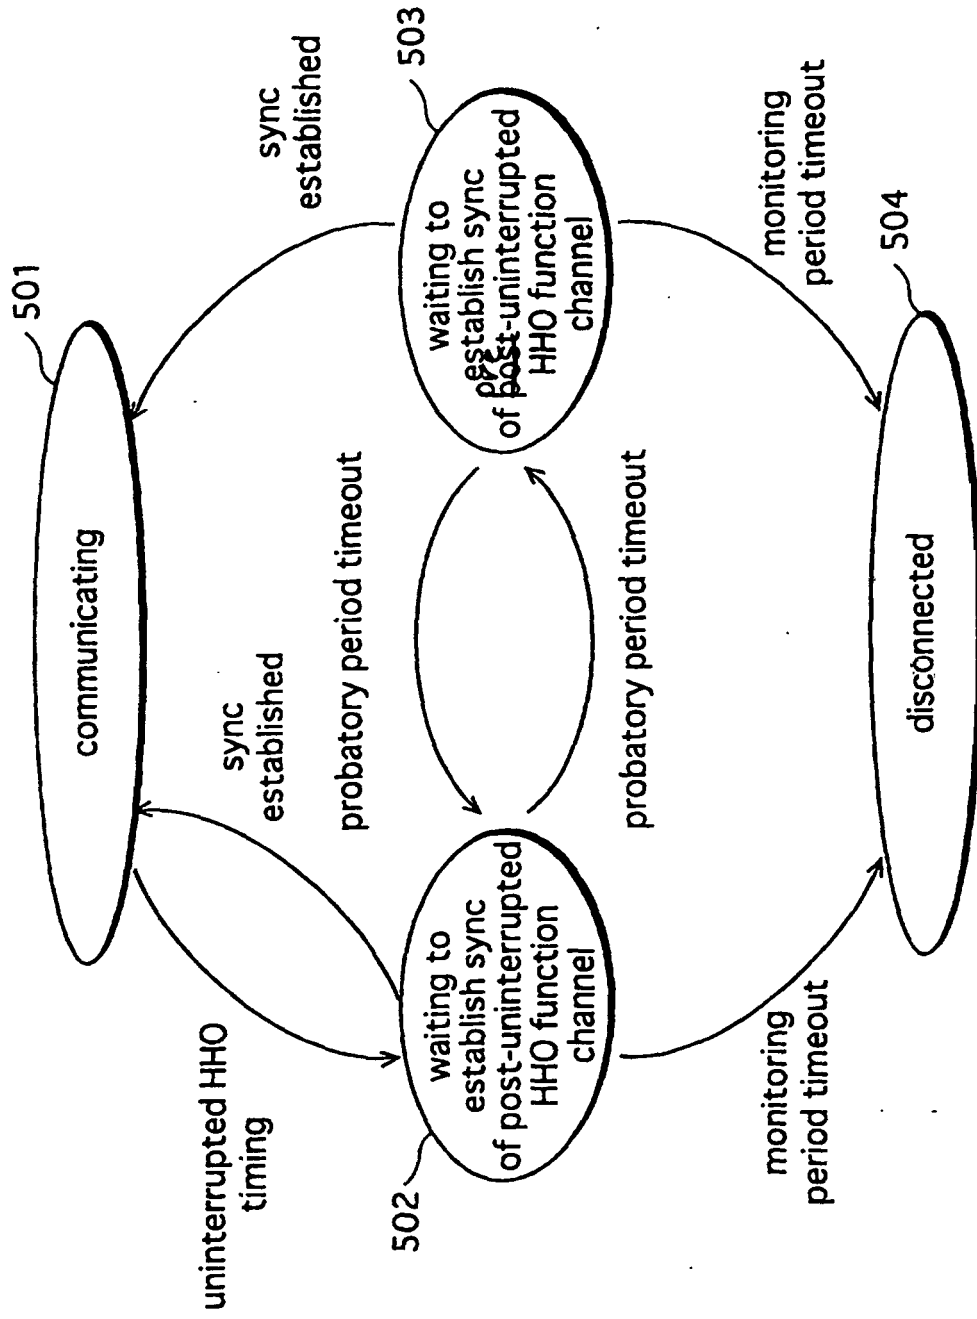 501
communicating
uninterrupted HHO
timing
sync
established
sync
established
502
waiting to
establish sync
of post-uninterrupted
HHO function
channel
probatory period timeout
probatory period timeout
503
waiting to
establish sync
pre
of post-uninterrupted
HHO function
channel
monitoring
period timeout
monitoring
period timeout
504
disconnected